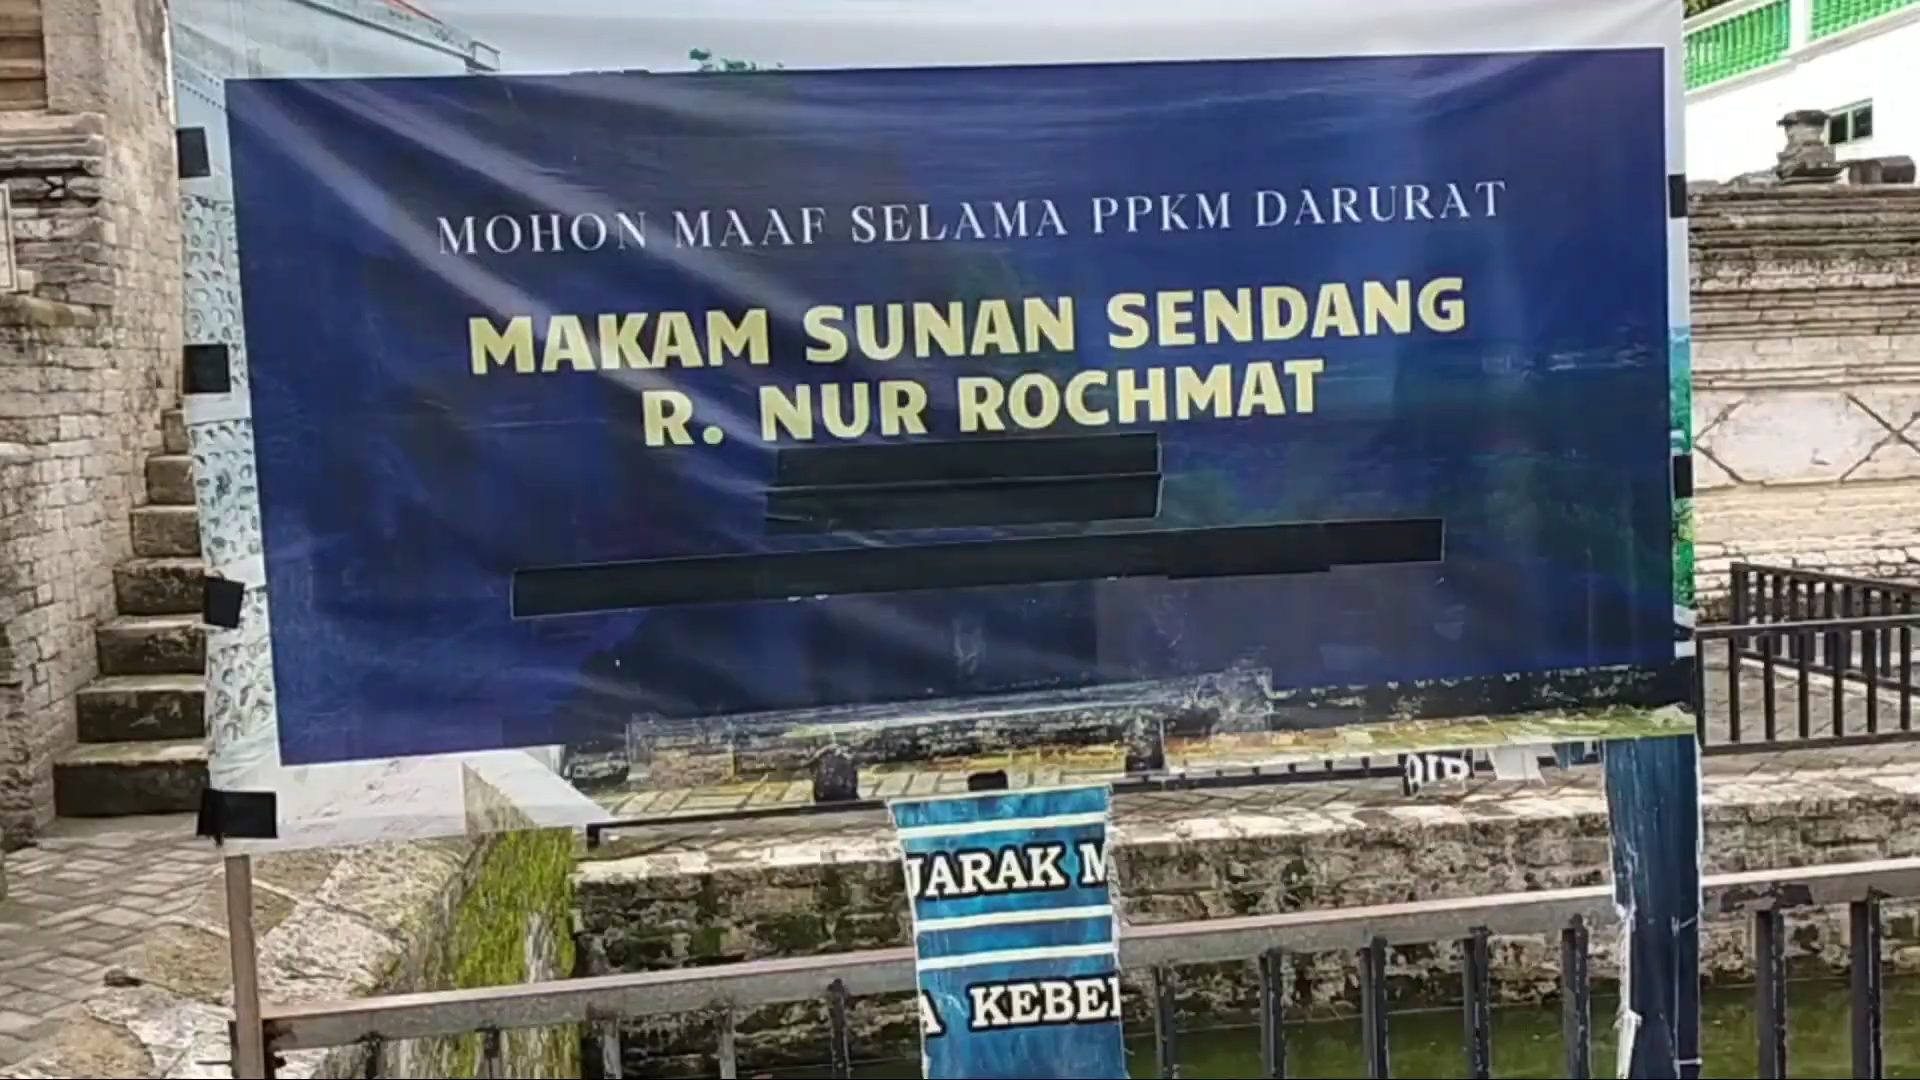 MOHON MAAF SELAMA PPKM DARURAT
MAKAM SUNAN SENDANG
R. NUR ROCHMAT
JARAK M
A KEBE